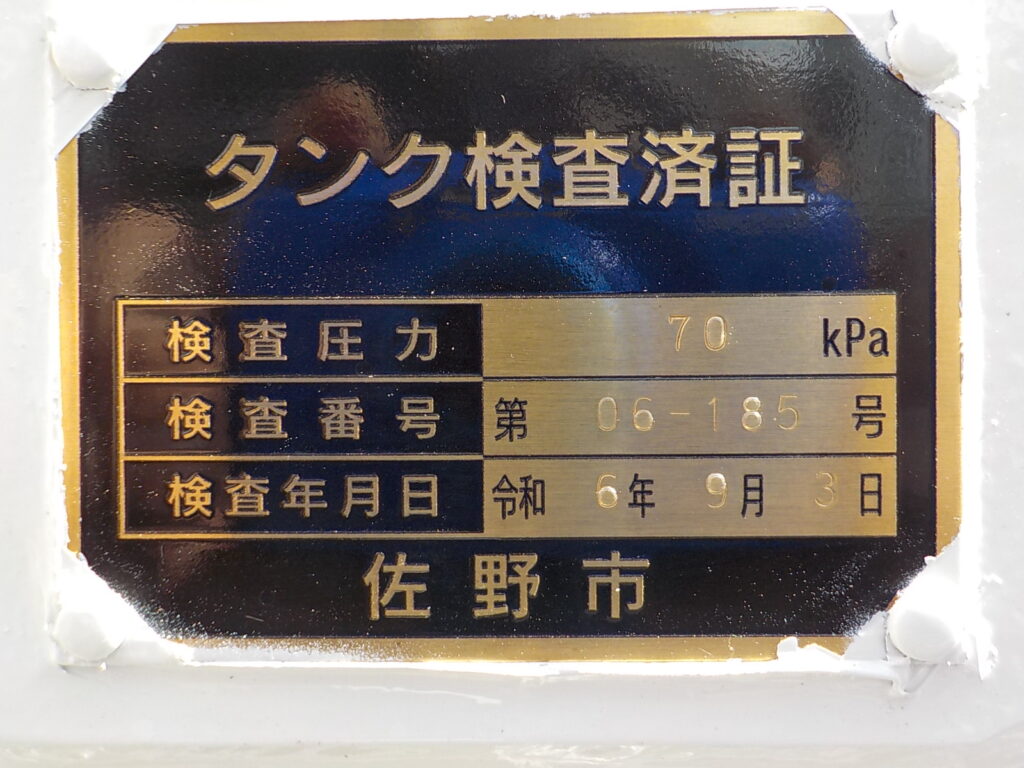 タンク検査済証
検査圧力 70 kPa
検査番号 第 06-185 号
検査年月日 令和 6年 9月 3日
佐野市